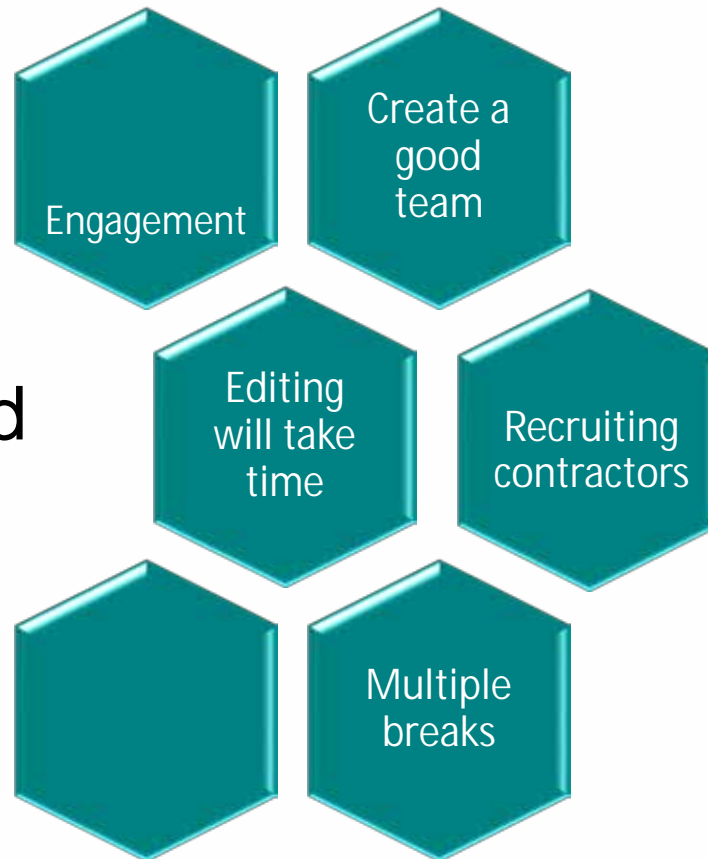 Engagement
Create a
good
team
Editing
will take
time
Recruiting
contractors
Multiple
breaks